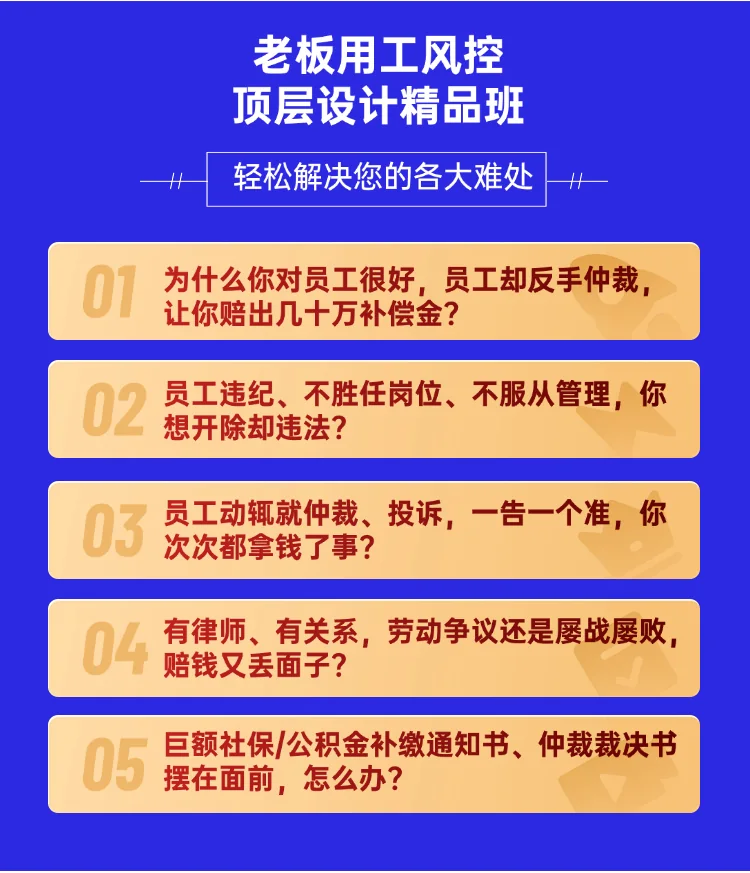 老板用工风控
顶层设计精品班
轻松解决您的各大难处
01
为什么你对员工很好，员工却反手仲裁，
让你赔出几十万补偿金？
02
员工违纪、不胜任岗位、不服从管理，你
想开除却违法？
03
员工动辄就仲裁、投诉，一告一个准，你
次次都拿钱了事？
04
有律师、有关系，劳动争议还是屡战屡败，
赔钱又丢面子？
05
巨额社保/公积金补缴通知书、仲裁裁决书
摆在面前，怎么办？